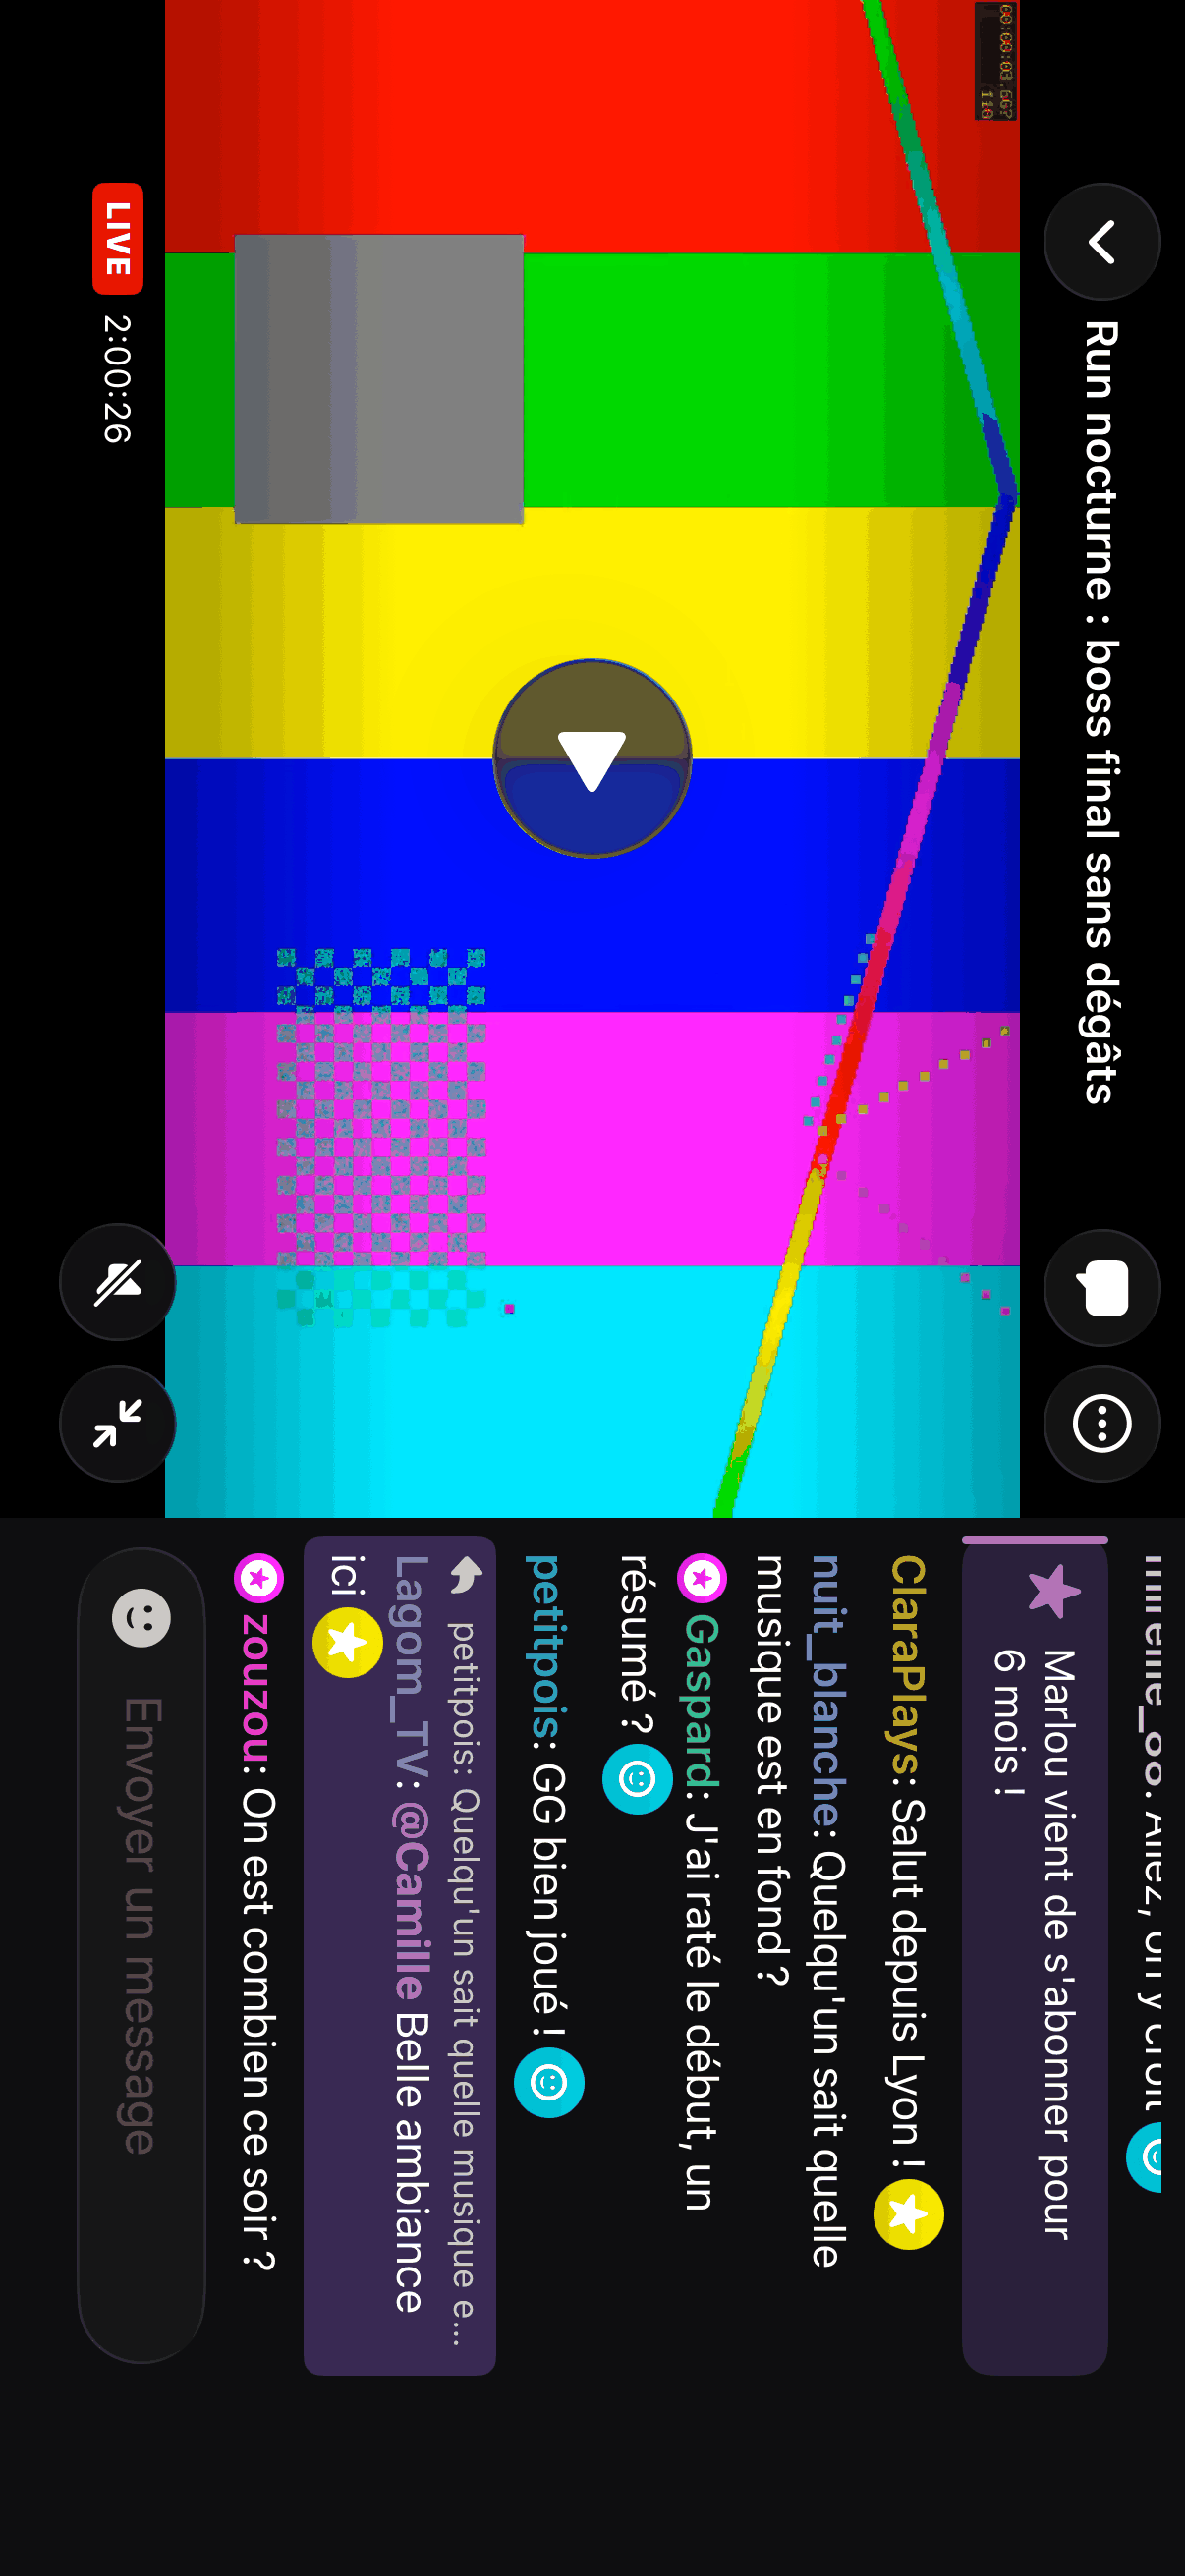 Run nocturne : boss final sans dégâts
116
LIVE 2:00:26
Marlou vient de s'abonner pour
6 mois !
ClaraPlays: Salut depuis Lyon !
nuit_blanche: Quelqu'un sait quelle
musique est en fond ?
Gaspard: J'ai raté le début, un
résumé ?
petitpois: GG bien joué !
petitpois: Quelqu'un sait quelle musique e...
Lagom_TV: @Camille Belle ambiance
ici
zouzou: On est combien ce soir ?
Envoyer un message